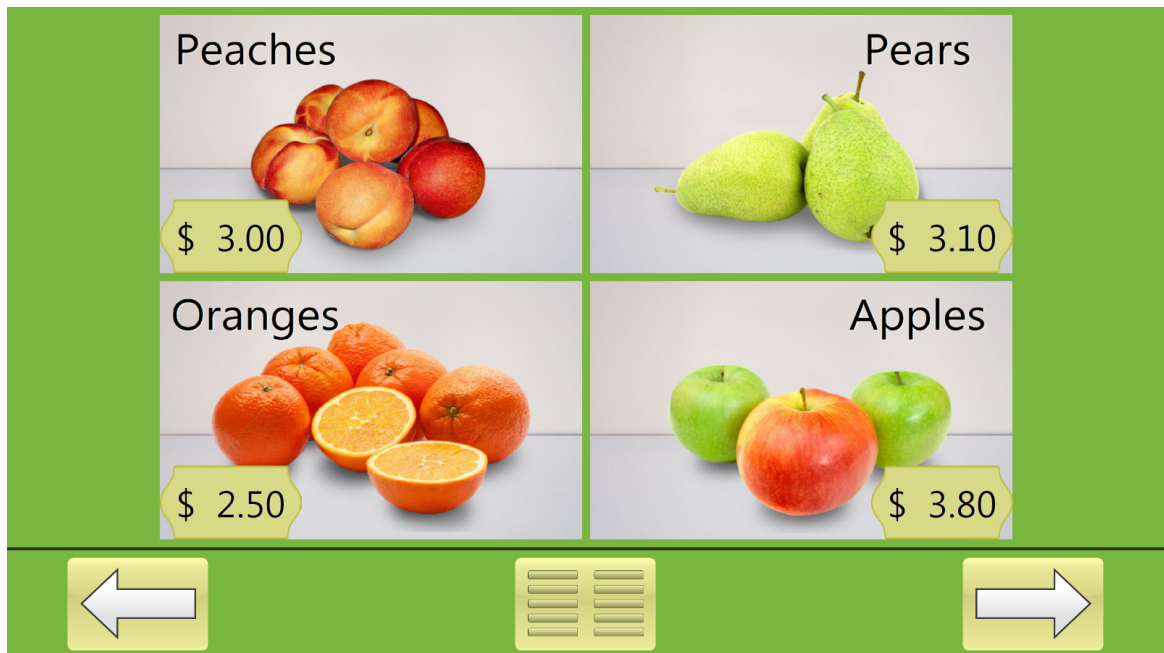 Peaches
$ 3.00
Pears
$ 3.10
Oranges
$ 2.50
Apples
$ 3.80